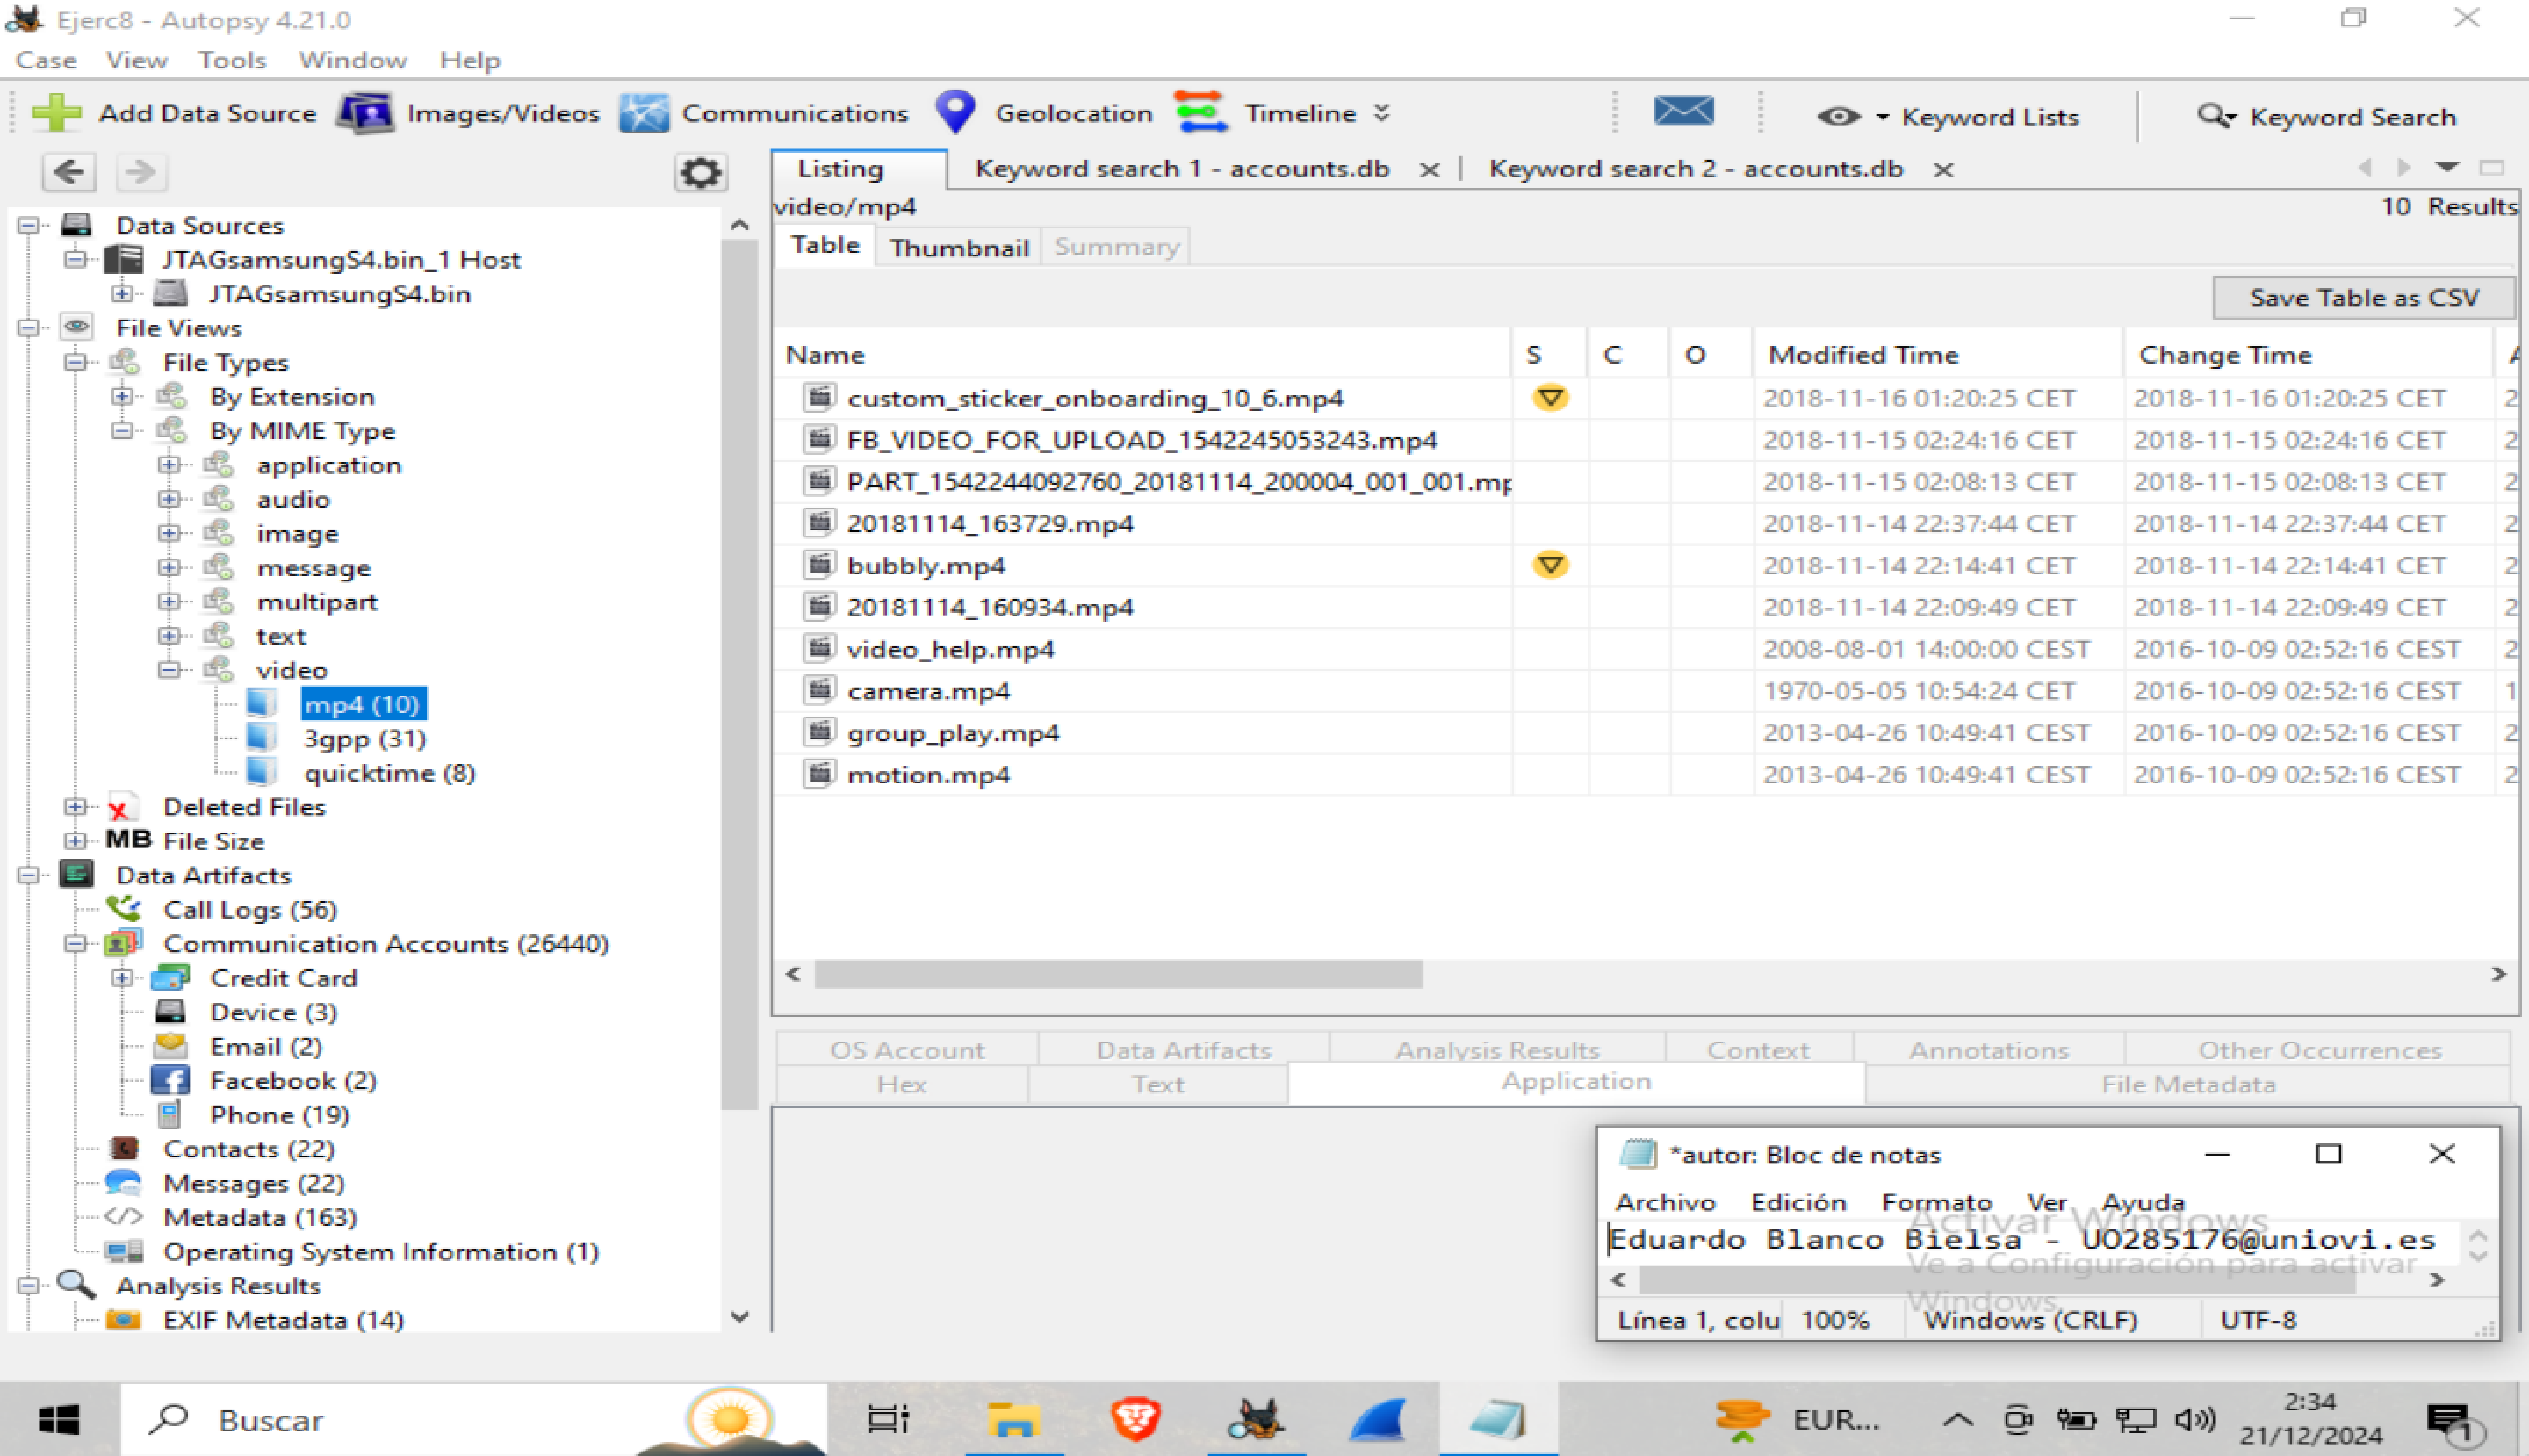 Ejerc8 - Autopsy 4.21.0
Case View Tools Window Help
Add Data Source Images/Videos Communications Geolocation Timeline Keyword Lists Keyword Search
Listing Keyword search 1 - accounts.db Keyword search 2 - accounts.db
video/mp4 10 Results
Table Thumbnail Summary
Save Table as CSV
Name S C O Modified Time Change Time A
custom_sticker_onboarding_10_6.mp4 2018-11-16 01:20:25 CET 2018-11-16 01:20:25 CET 2
FB_VIDEO_FOR_UPLOAD_1542245053243.mp4 2018-11-15 02:24:16 CET 2018-11-15 02:24:16 CET 2
PART_1542244092760_20181114_200004_001_001.mp 2018-11-15 02:08:13 CET 2018-11-15 02:08:13 CET 2
20181114_163729.mp4 2018-11-14 22:37:44 CET 2018-11-14 22:37:44 CET 2
bubbly.mp4 2018-11-14 22:14:41 CET 2018-11-14 22:14:41 CET 2
20181114_160934.mp4 2018-11-14 22:09:49 CET 2018-11-14 22:09:49 CET 2
video_help.mp4 2008-08-01 14:00:00 CEST 2016-10-09 02:52:16 CEST 2
camera.mp4 1970-05-05 10:54:24 CET 2016-10-09 02:52:16 CEST 1
group_play.mp4 2013-04-26 10:49:41 CEST 2016-10-09 02:52:16 CEST 2
motion.mp4 2013-04-26 10:49:41 CEST 2016-10-09 02:52:16 CEST 2
Data Sources
JTAGsamsungS4.bin_1 Host
JTAGsamsungS4.bin
File Views
File Types
By Extension
By MIME Type
application
audio
image
message
multipart
text
video
mp4 (10)
3gpp (31)
quicktime (8)
Deleted Files
MB File Size
Data Artifacts
Call Logs (56)
Communication Accounts (26440)
Credit Card
Device (3)
Email (2)
Facebook (2)
Phone (19)
Contacts (22)
Messages (22)
Metadata (163)
Operating System Information (1)
Analysis Results
EXIF Metadata (14)
OS Account Data Artifacts Analysis Results Context Annotations Other Occurrences
Hex Text Application File Metadata
*autor: Bloc de notas
Archivo Edición Formato Ver Ayuda
Eduardo Blanco Bielsa - UO285176@uniovi.es
Activar Windows
Ve a Configuración para activar
Windows.
Línea 1, colu 100% Windows (CRLF) UTF-8
Buscar
EUR...
2:34
21/12/2024
1